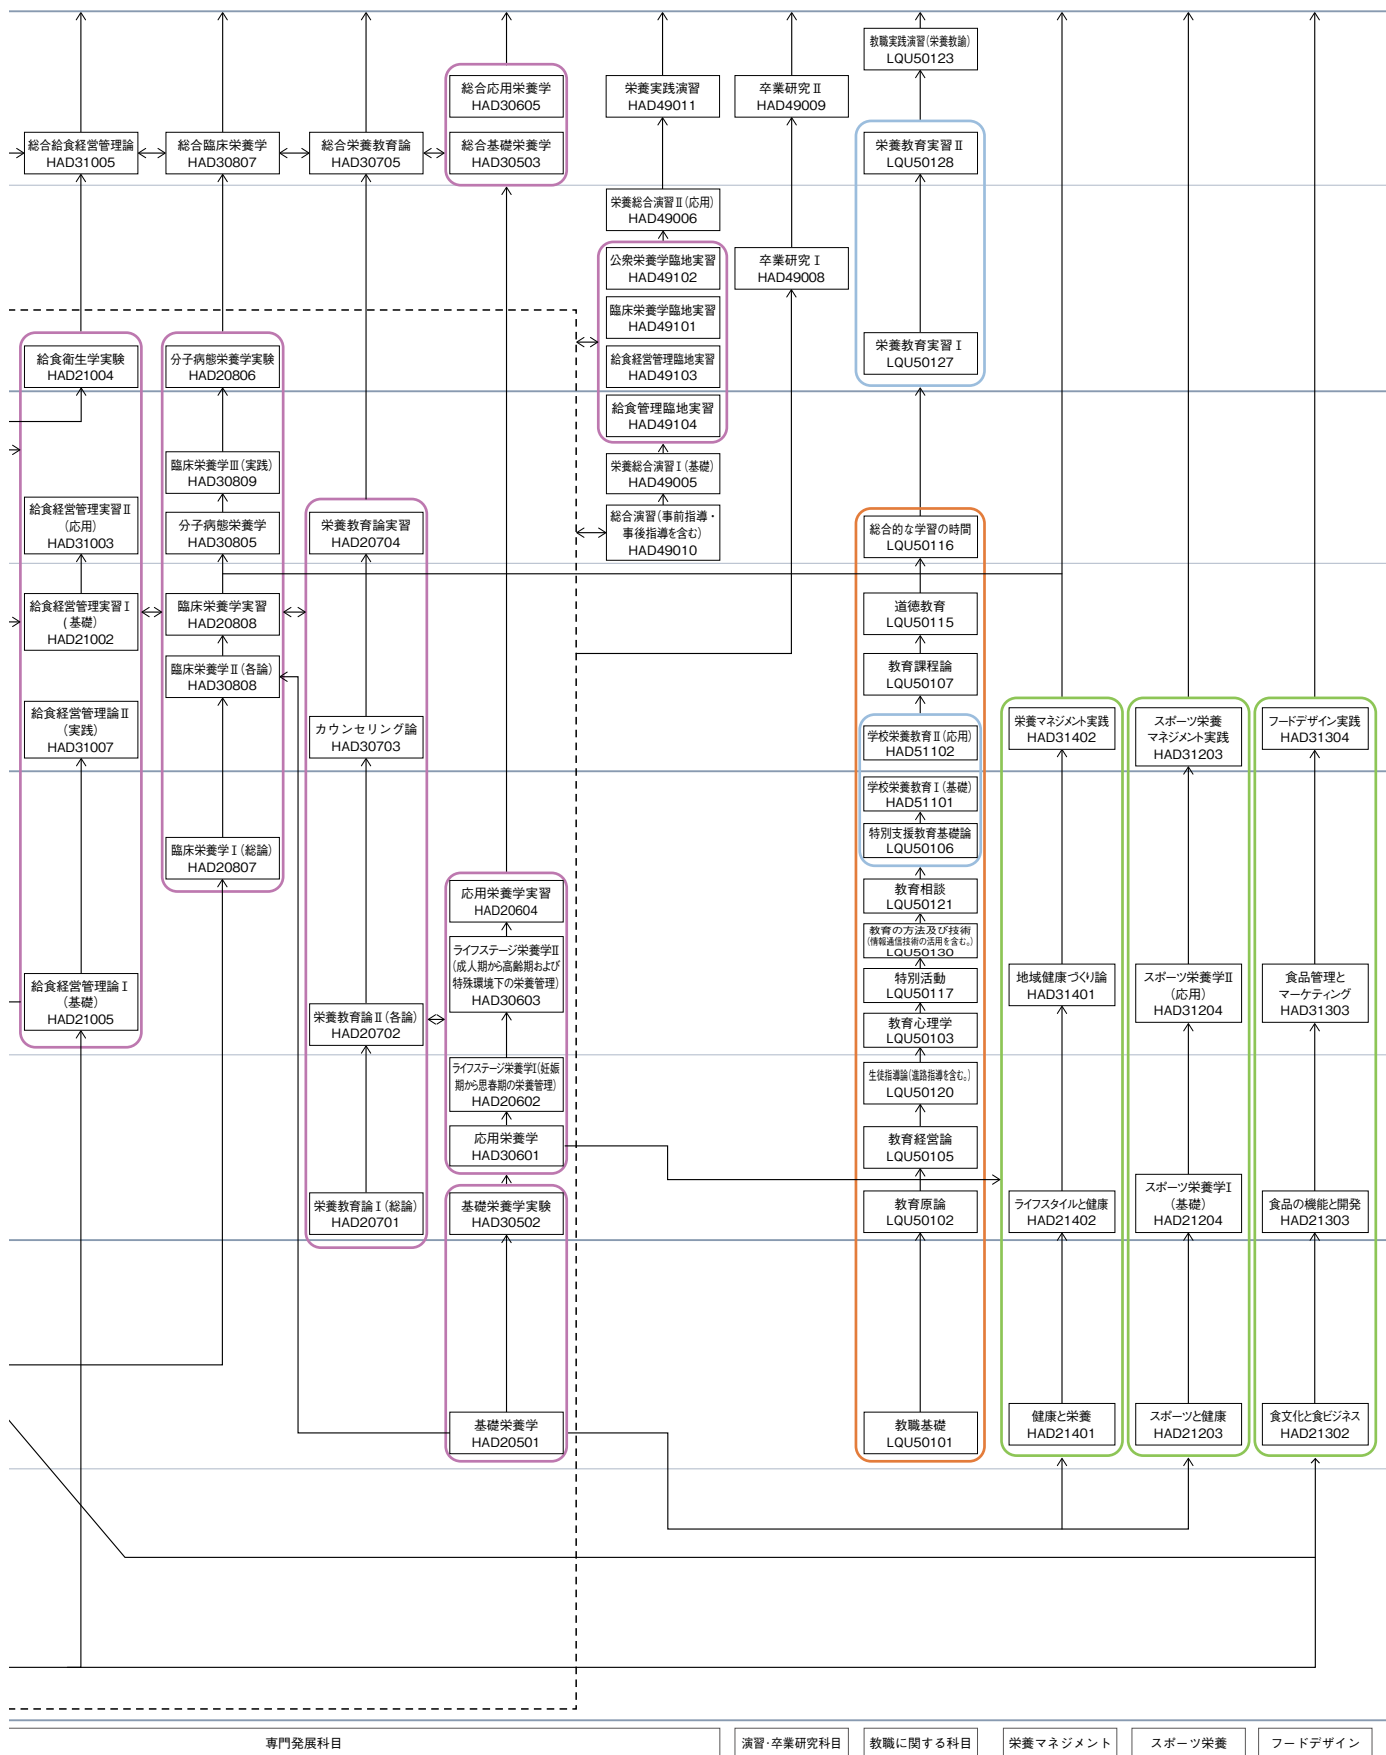 教職実践演習(栄養教諭)
LQU50123
総合応用栄養学
HAD30605
栄養実践演習
HAD49011
卒業研究Ⅱ
HAD49009
総合給食経営管理論
HAD31005
総合臨床栄養学
HAD30807
総合栄養教育論
HAD30705
総合基礎栄養学
HAD30503
栄養教育実習Ⅱ
LQU50128
栄養総合演習Ⅱ(応用)
HAD49006
公衆栄養学臨地実習
HAD49102
卒業研究Ⅰ
HAD49008
臨床栄養学臨地実習
HAD49101
給食衛生学実験
HAD21004
分子病態栄養学実験
HAD20806
給食経営管理臨地実習
HAD49103
栄養教育実習Ⅰ
LQU50127
給食管理臨地実習
HAD49104
臨床栄養学Ⅲ(実践)
HAD30809
栄養総合演習Ⅰ(基礎)
HAD49005
給食経営管理実習Ⅱ
(応用)
HAD31003
分子病態栄養学
HAD30805
栄養教育論実習
HAD20704
総合演習(事前指導・
事後指導を含む)
HAD49010
総合的な学習の時間
LQU50116
給食経営管理実習Ⅰ
(基礎)
HAD21002
臨床栄養学実習
HAD20808
道徳教育
LQU50115
臨床栄養学Ⅱ(各論)
HAD30808
教育課程論
LQU50107
給食経営管理論Ⅱ
(実践)
HAD31007
カウンセリング論
HAD30703
学校栄養教育Ⅱ(応用)
HAD51102
栄養マネジメント実践
HAD31402
スポーツ栄養
マネジメント実践
HAD31203
フードデザイン実践
HAD31304
学校栄養教育Ⅰ(基礎)
HAD51101
臨床栄養学Ⅰ(総論)
HAD20807
特別支援教育基礎論
LQU50106
応用栄養学実習
HAD20604
教育相談
LQU50121
ライフステージ栄養学Ⅱ
(成人期から高齢期および
特殊環境下の栄養管理)
HAD30603
教育の方法及び技術
(情報通信技術の活用を含む。)
LQU50130
給食経営管理論Ⅰ
(基礎)
HAD21005
特別活動
LQU50117
地域健康づくり論
HAD31401
スポーツ栄養学Ⅱ
(応用)
HAD31204
食品管理と
マーケティング
HAD31303
栄養教育論Ⅱ(各論)
HAD20702
教育心理学
LQU50103
ライフステージ栄養学Ⅰ(妊娠
期から思春期の栄養管理)
HAD20602
生徒指導論(進路指導を含む。)
LQU50120
応用栄養学
HAD30601
教育経営論
LQU50105
栄養教育論Ⅰ(総論)
HAD20701
基礎栄養学実験
HAD30502
教育原論
LQU50102
ライフスタイルと健康
HAD21402
スポーツ栄養学Ⅰ
(基礎)
HAD21204
食品の機能と開発
HAD21303
基礎栄養学
HAD20501
教職基礎
LQU50101
健康と栄養
HAD21401
スポーツと健康
HAD21203
食文化と食ビジネス
HAD21302
専門発展科目
演習・卒業研究科目
教職に関する科目
栄養マネジメント
スポーツ栄養
フードデザイン